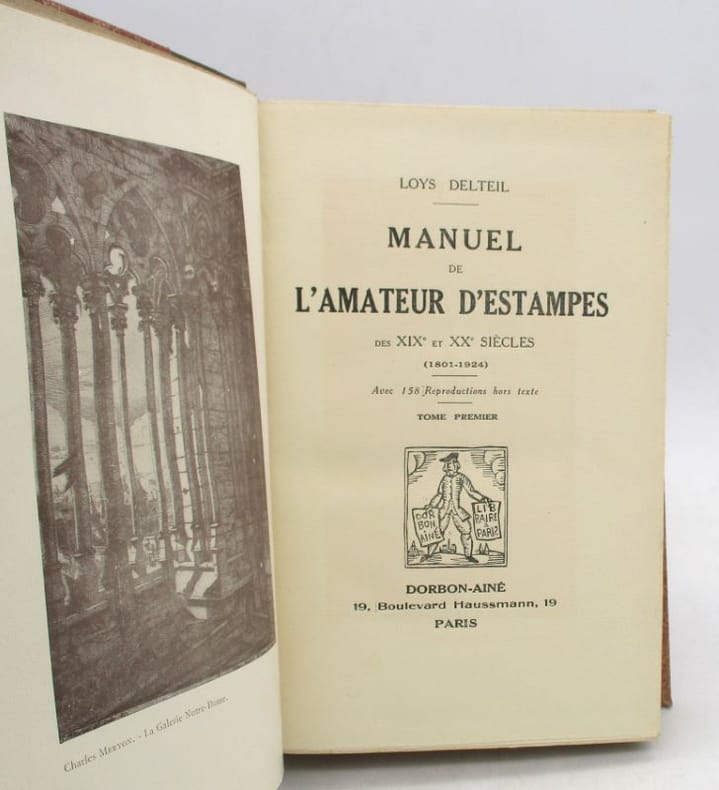 Charles MERYON. - La Galerie Notre-Dame.
LOYS DELTEIL
MANUEL
DE
L'AMATEUR D'ESTAMPES
DES XIXe ET XXe SIÈCLES
(1801-1924)
Avec 158 Reproductions hors texte
TOME PREMIER
DOR
BON
AINÉ
LIB
RAIRE
À
PARIS
DORBON-AINÉ
19, Boulevard Haussmann, 19
PARIS